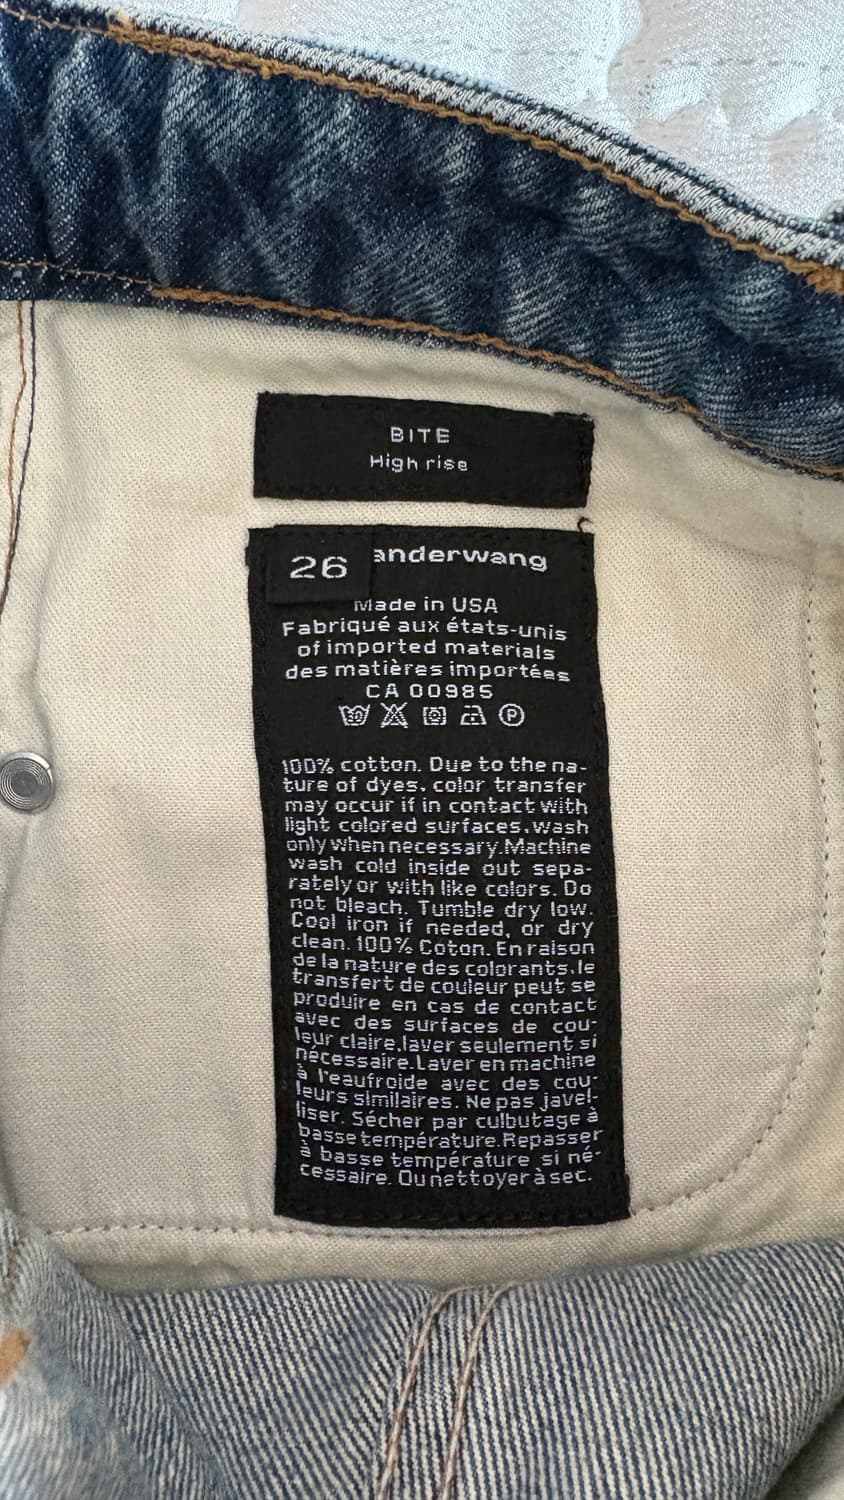 BITE
High rise
26
anderwang
Made in USA
Fabriqué aux états-unis
of imported materials
des matières importées
CA 00985
P
100% cotton. Due to the na-
ture of dyes. color transfer
may occur if in contact with
light colored surfaces.wash
only when necessary.Machine
wash cold inside out sepa-
rately or with like colors. Do
not bleach. Tumble dry low.
Cool iron if needed, or dry
clean. 100% Coton. En raison
de la nature des colorants.le
transfert de couleur peut se
produire en cas de contact
avec des surfaces de cou-
leur claire.laver seulement si
nécessaire.Laver en machine
à l'eaufroide avec des cou-
leurs similaires. Ne pas javel-
liser. Sécher par culbutage à
basse température.Repasser
à basse température si né-
cessaire. Ou nettoyer à sec.